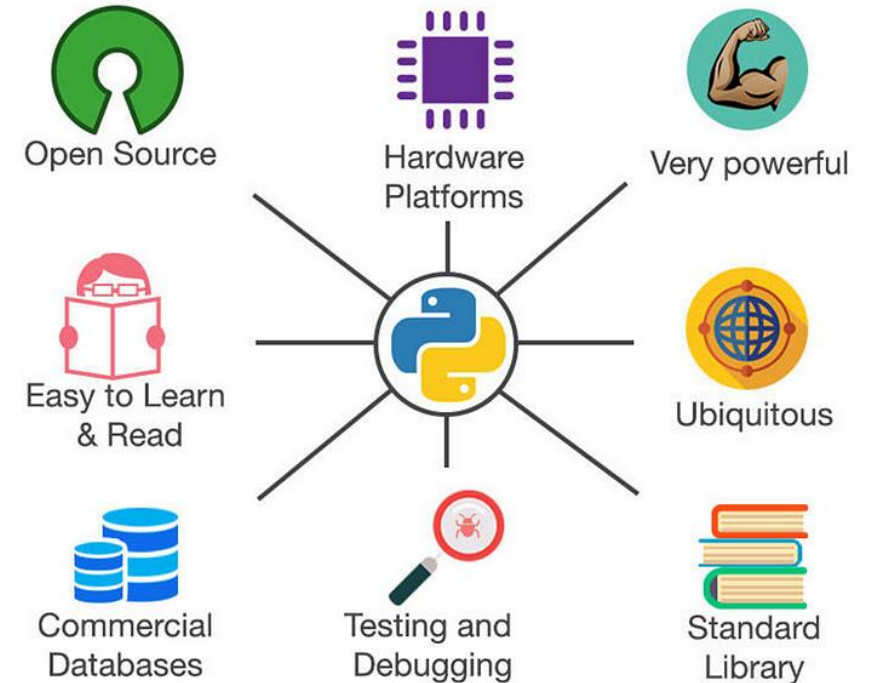 Open Source
Hardware
Platforms
Very powerful
Easy to Learn
& Read
Ubiquitous
Commercial
Databases
Testing and
Debugging
Standard
Library